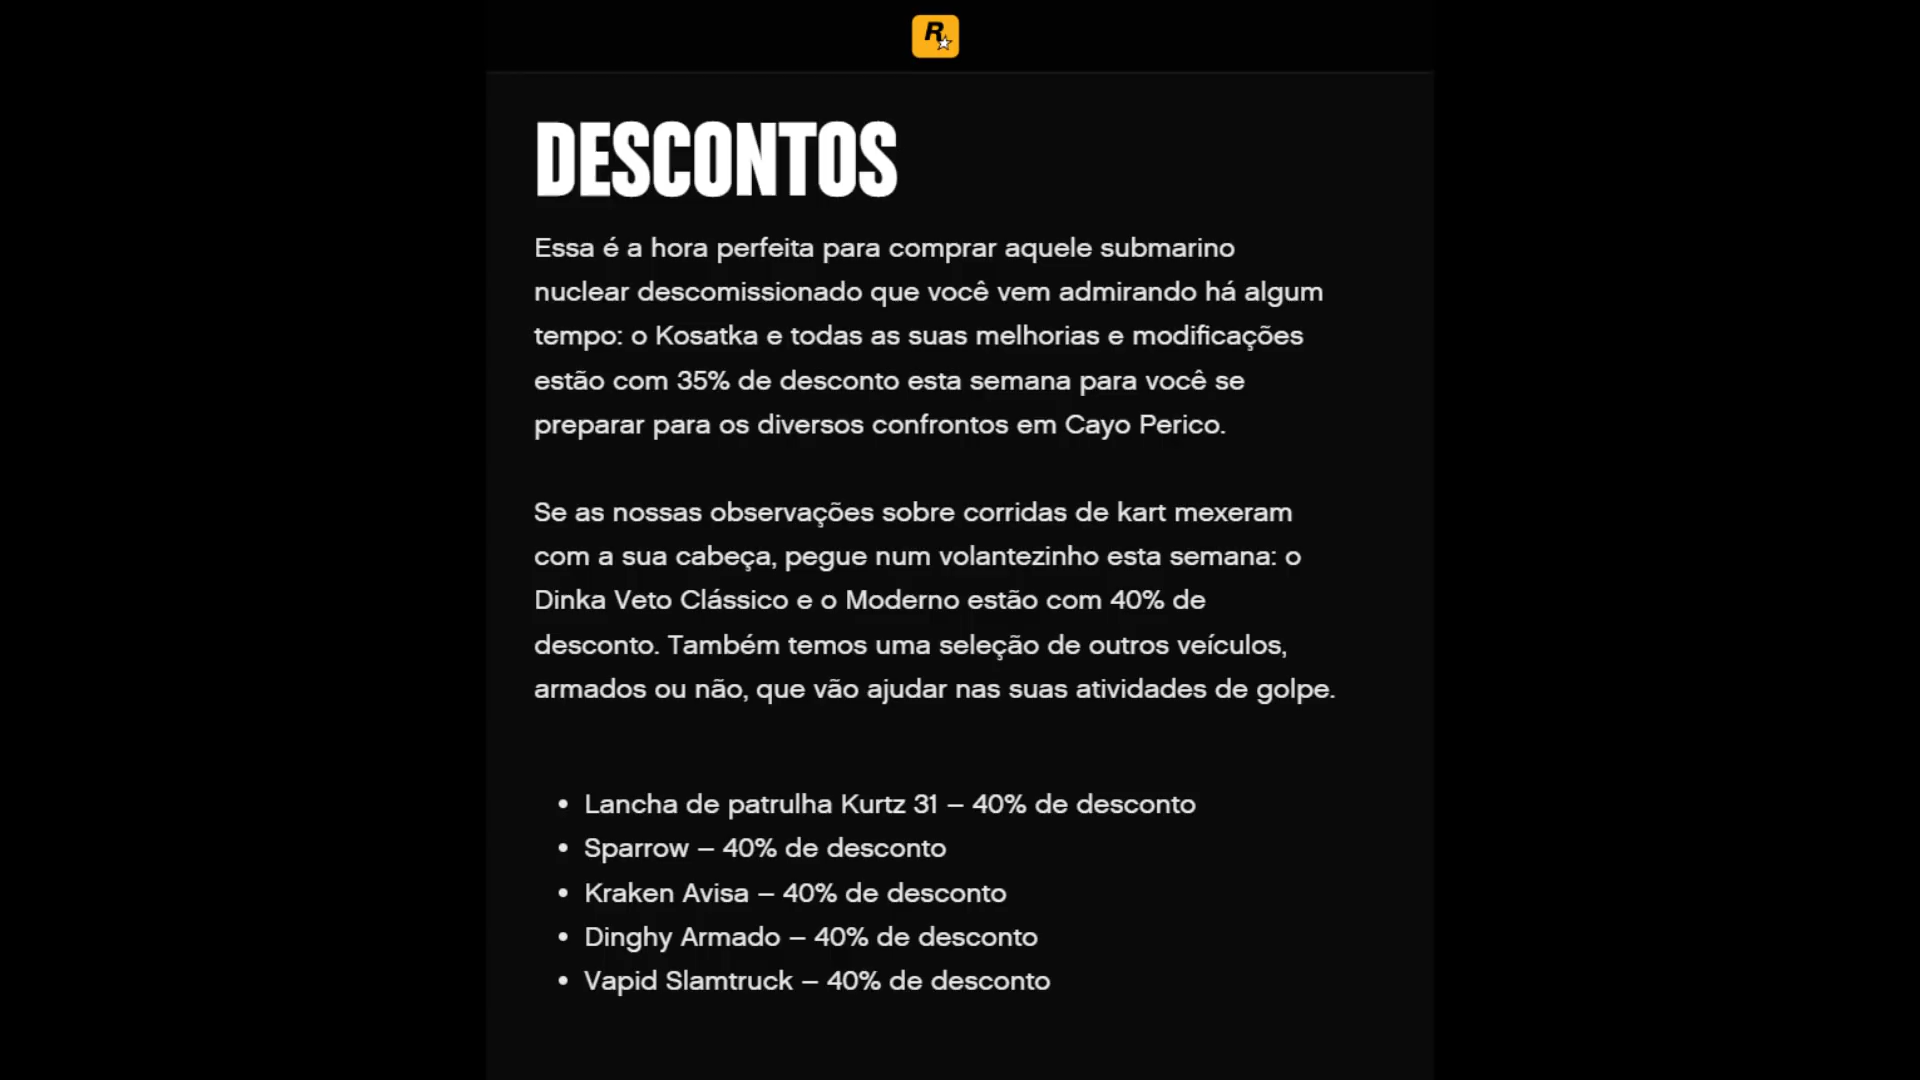 R
DESCONTOS
Essa é a hora perfeita para comprar aquele submarino
nuclear descomissionado que você vem admirando há algum
tempo: o Kosatka e todas as suas melhorias e modificações
estão com 35% de desconto esta semana para você se
preparar para os diversos confrontos em Cayo Perico.
Se as nossas observações sobre corridas de kart mexeram
com a sua cabeça, pegue num volantezinho esta semana: o
Dinka Veto Clássico e o Moderno estão com 40% de
desconto. Também temos uma seleção de outros veículos,
armados ou não, que vão ajudar nas suas atividades de golpe.
• Lancha de patrulha Kurtz 31 – 40% de desconto
• Sparrow – 40% de desconto
• Kraken Avisa – 40% de desconto
• Dinghy Armado – 40% de desconto
• Vapid Slamtruck – 40% de desconto